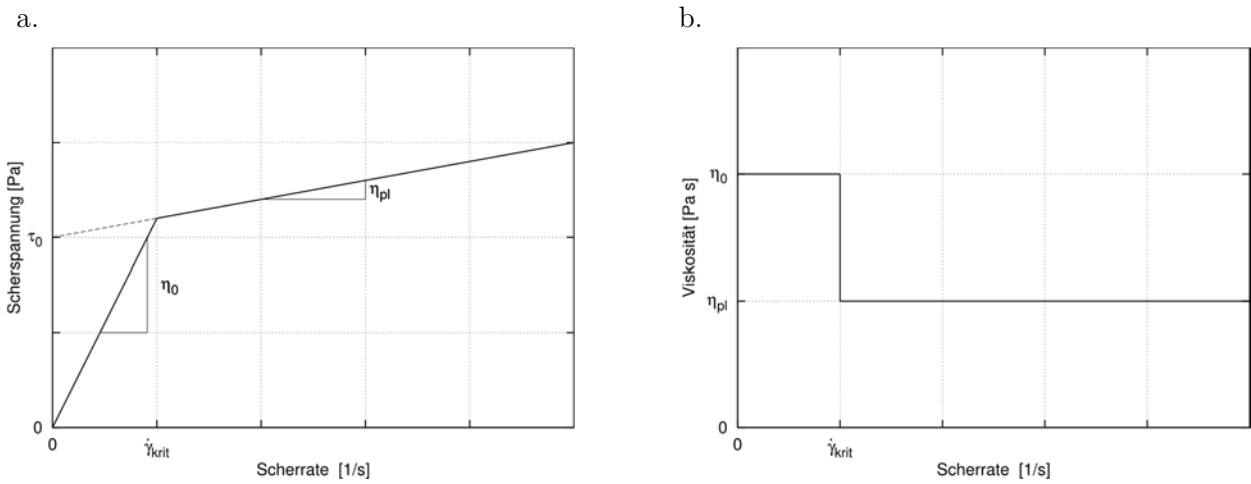 a.
Scherspannung [Pa]
τ0
0
0
γ̇krit
Scherrate [1/s]
η0
ηpl
b.
Viskosität [Pa s]
η0
ηpl
0
0
γ̇krit
Scherrate [1/s]